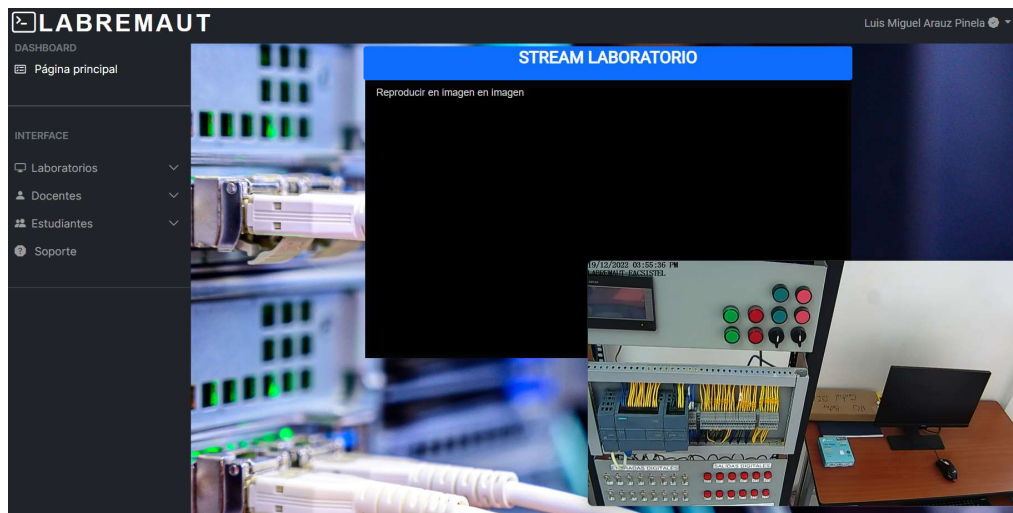 LABREMAUT
Luis Miguel Arauz Pinela
DASHBOARD
Página principal
INTERFACE
Laboratorios
Docentes
Estudiantes
Soporte
STREAM LABORATORIO
Reproducir en imagen en imagen
19/12/2022 03:55:36 PM
LABREMAUT-FACSISTEL
ENTRADAS DIGITALES
SALIDAS DIGITALES